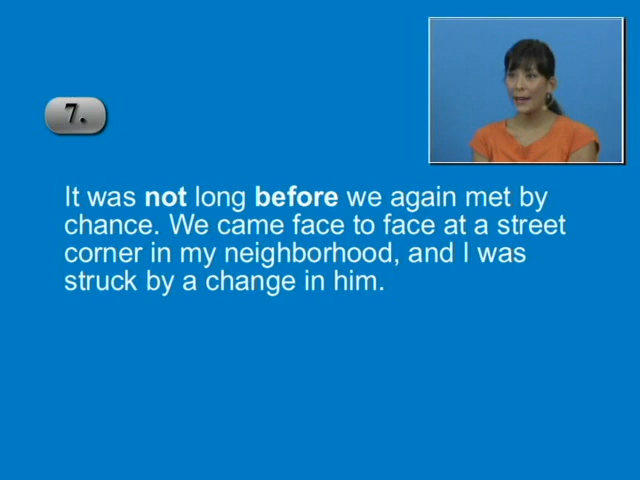 7.
It was not long before we again met by
chance. We came face to face at a street
corner in my neighborhood, and I was
struck by a change in him.